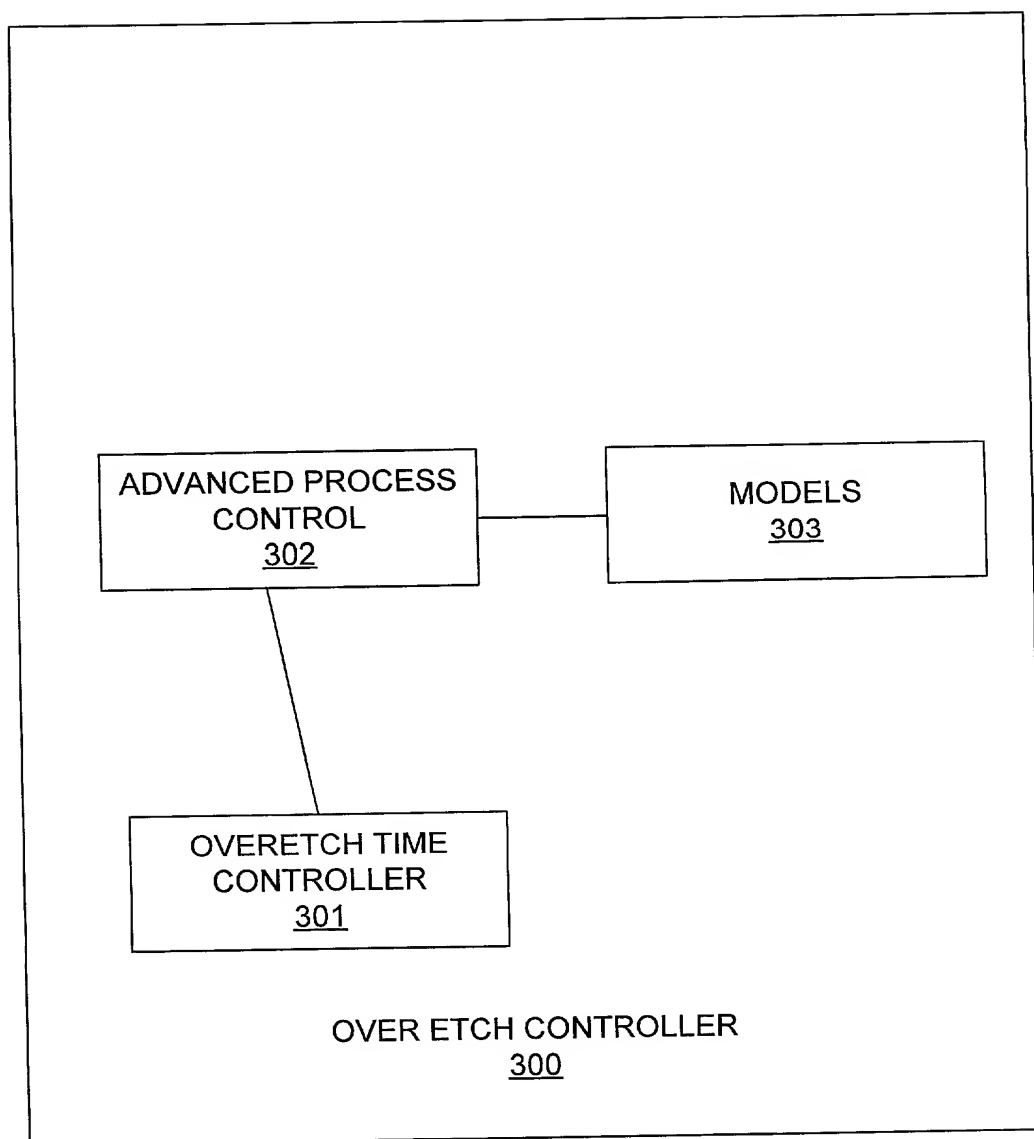 ADVANCED PROCESS
CONTROL
302
MODELS
303
OVERETCH TIME
CONTROLLER
301
OVER ETCH CONTROLLER
300